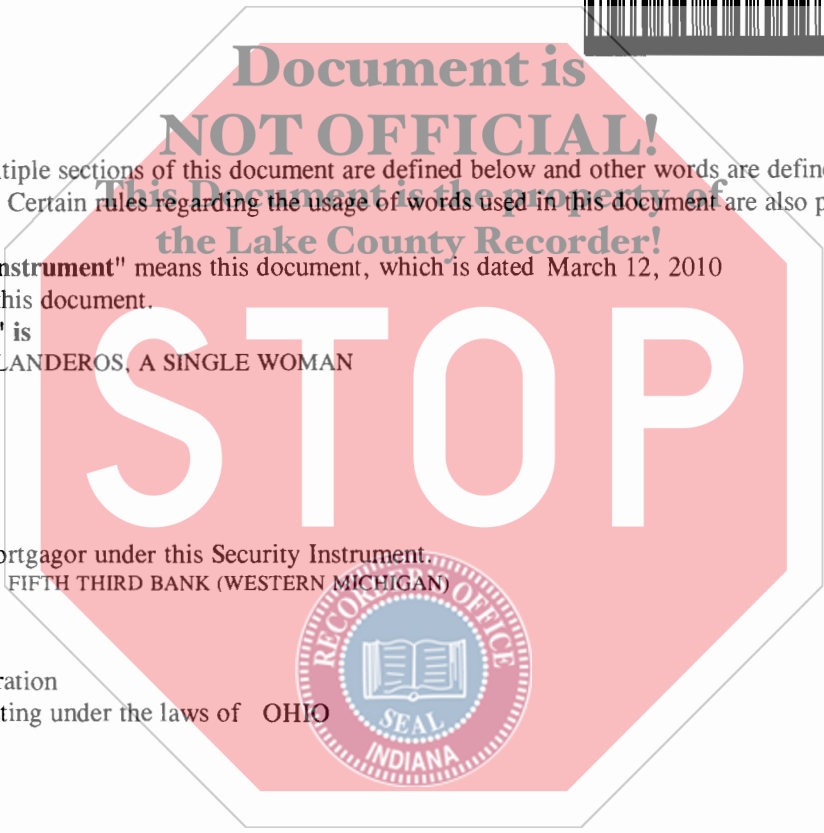 Document is
NOT OFFICIAL!
tiple sections of this document are defined below and other words are define
This Document is the property of
Certain rules regarding the usage of words used in this document are also p
the Lake County Recorder!
nstrument" means this document, which is dated March 12, 2010
this document.
" is
LANDEROS, A SINGLE WOMAN
STOP
ortgagor under this Security Instrument.
FIFTH THIRD BANK (WESTERN MICHIGAN)
RECORDER'S OFFICE
ration
ting under the laws of OHIO
SEAL
INDIANA